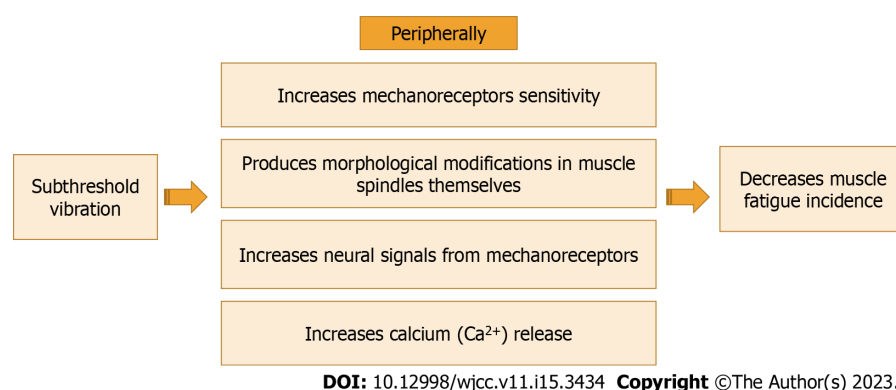 Peripherally
Increases mechanoreceptors sensitivity
Subthreshold
vibration
Produces morphological modifications in muscle
spindles themselves
Increases neural signals from mechanoreceptors
Increases calcium (Ca²⁺) release
Decreases muscle
fatigue incidence
DOI: 10.12998/wjcc.v11.i15.3434 Copyright ©The Author(s) 2023.